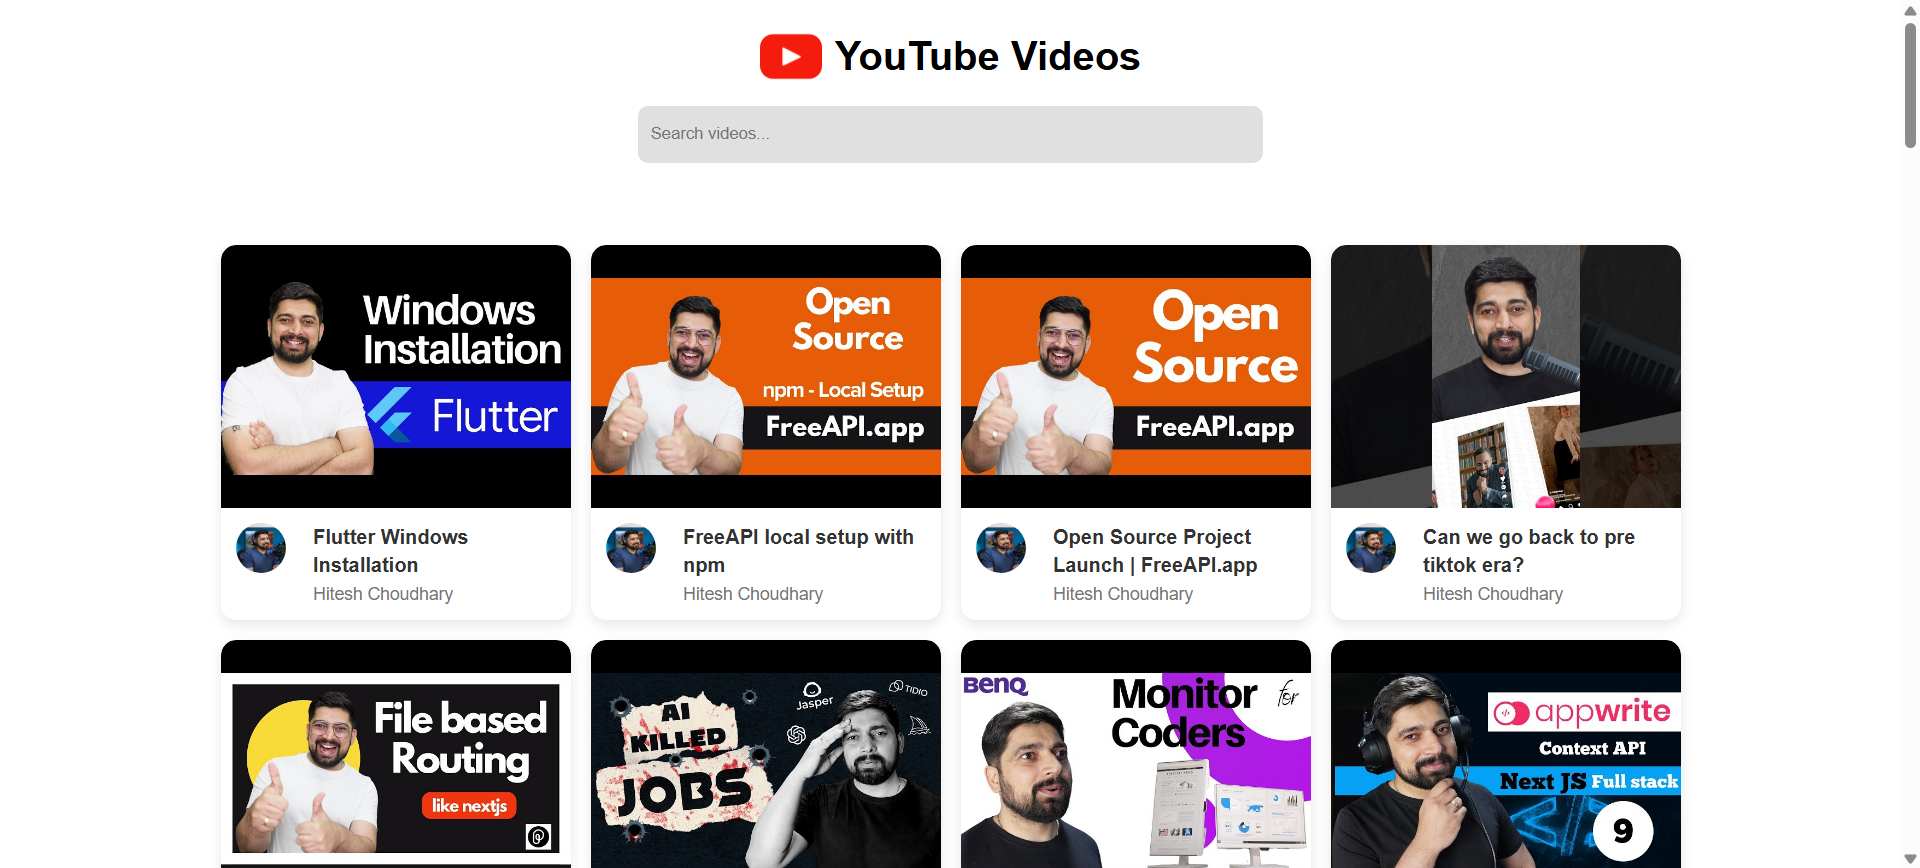 YouTube Videos
Search videos...
Windows
Installation
Flutter
Flutter Windows
Installation
Hitesh Choudhary
Open
Source
npm - Local Setup
FreeAPI.app
FreeAPI local setup with
npm
Hitesh Choudhary
Open
Source
FreeAPI.app
Open Source Project
Launch | FreeAPI.app
Hitesh Choudhary
Can we go back to pre
tiktok era?
Hitesh Choudhary
File based
Routing
like nextjs
AI
KILLED
JOBS
Jasper
TIDIO
BENQ
Monitor for
Coders
appwrite
Context API
Next JS Full stack
9